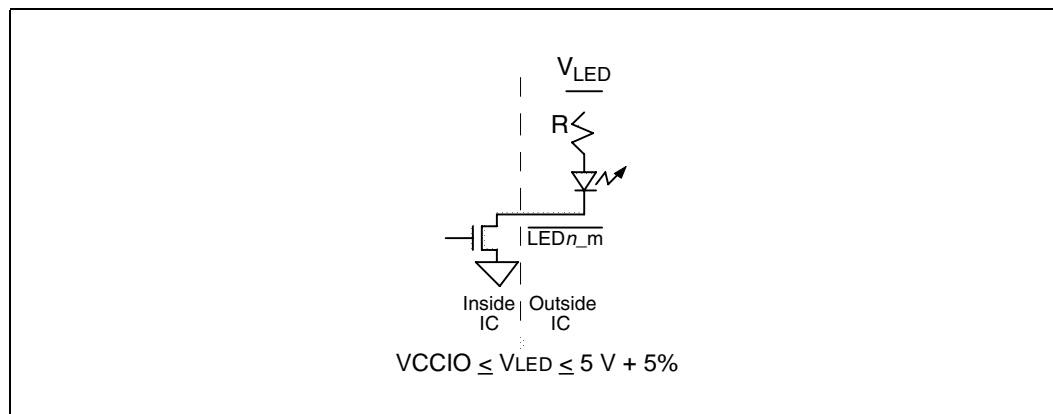 VLED
R
LEDn_m
Inside Outside
IC IC
VCCIO ≤ VLED ≤ 5 V + 5%